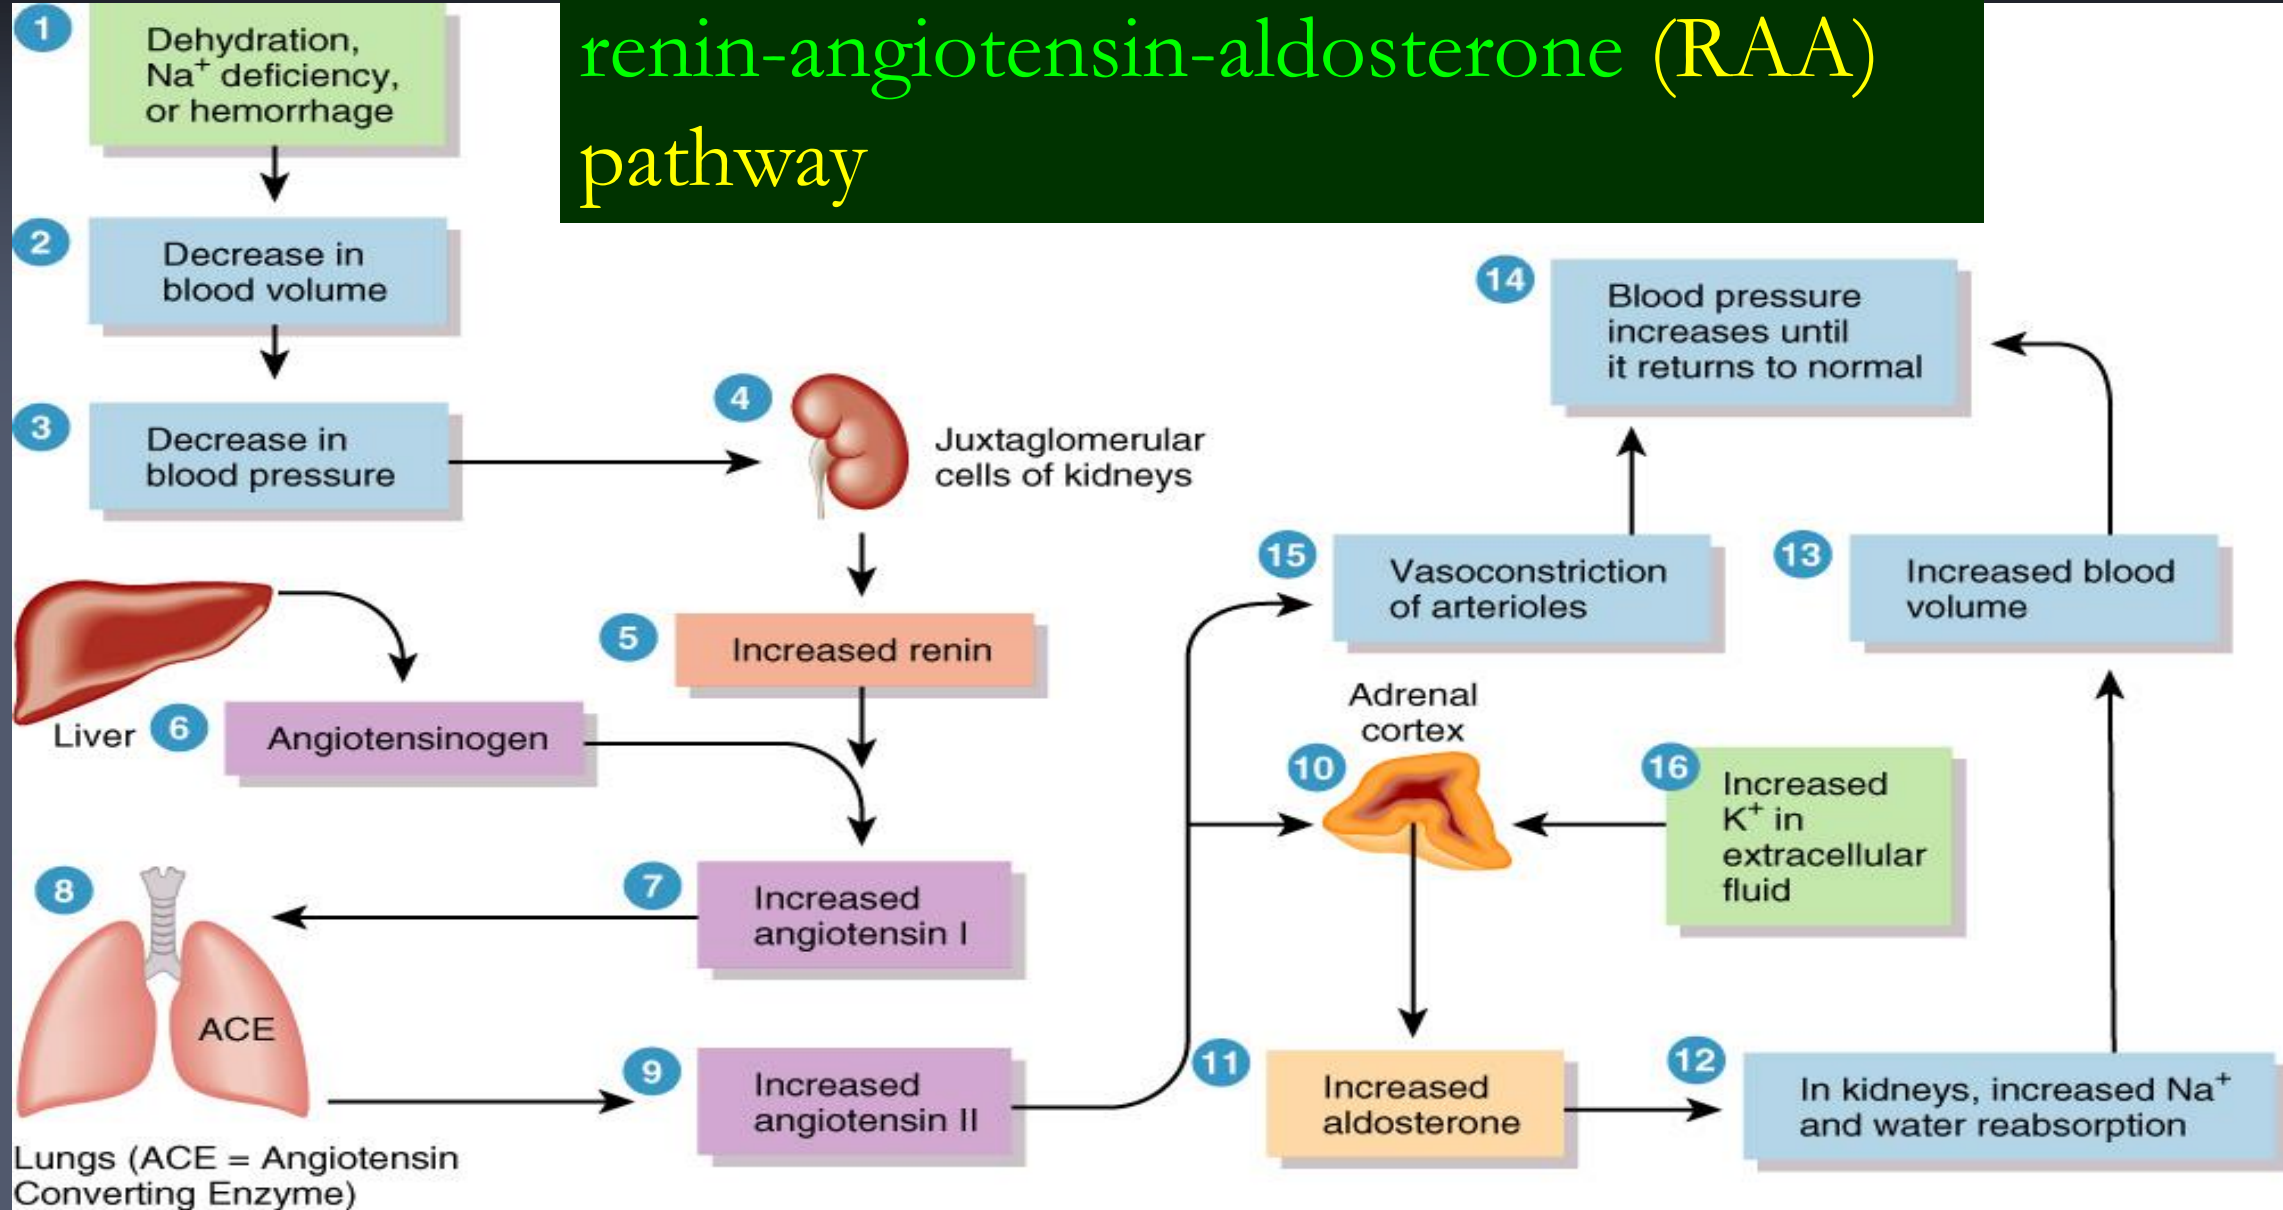 renin-angiotensin-aldosterone (RAA)
pathway
1
Dehydration,
Na⁺ deficiency,
or hemorrhage
2
Decrease in
blood volume
3
Decrease in
blood pressure
4
Juxtaglomerular
cells of kidneys
5
Increased renin
Liver
6
Angiotensinogen
7
Increased
angiotensin I
8
ACE
Lungs (ACE = Angiotensin
Converting Enzyme)
9
Increased
angiotensin II
10
Adrenal
cortex
11
Increased
aldosterone
12
In kidneys, increased Na⁺
and water reabsorption
13
Increased blood
volume
14
Blood pressure
increases until
it returns to normal
15
Vasoconstriction
of arterioles
16
Increased
K⁺ in
extracellular
fluid